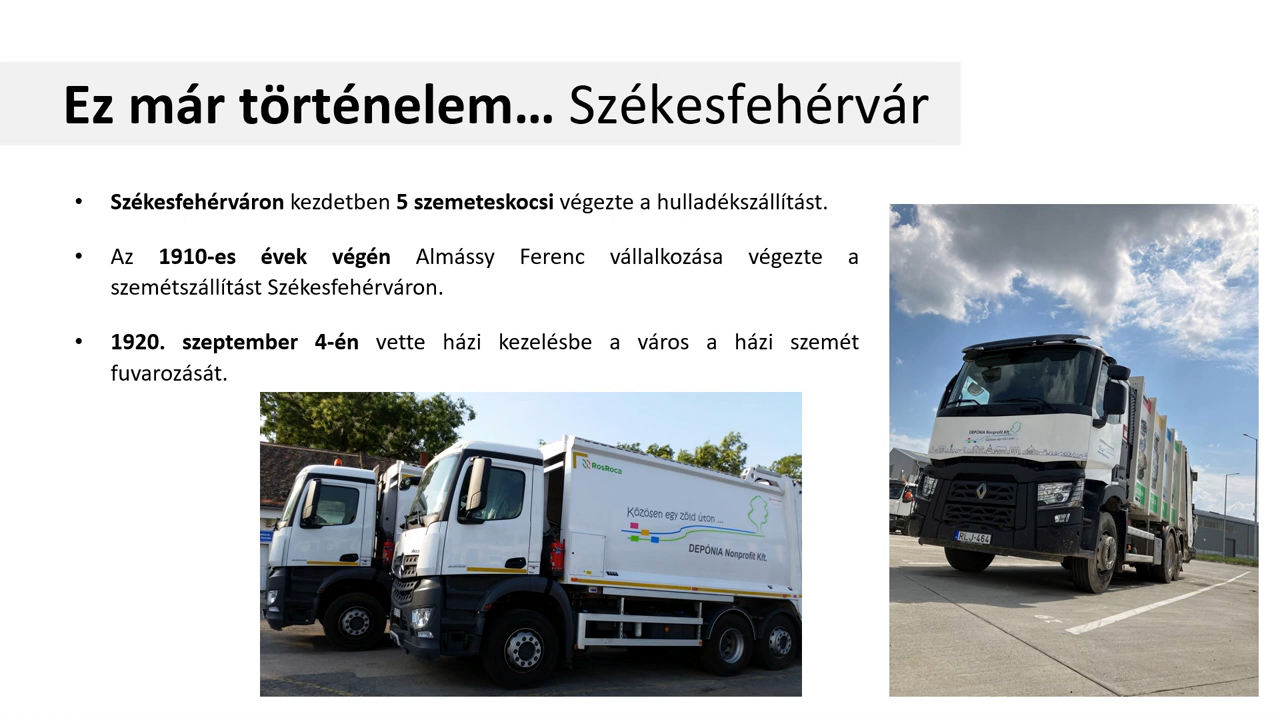 Ez már történelem… Székesfehérvár
• Székesfehérváron kezdetben 5 szemeteskocsi végezte a hulladékszállítást.
• Az 1910-es évek végén Almássy Ferenc vállalkozása végezte a
szemétszállítást Székesfehérváron.
• 1920. szeptember 4-én vette házi kezelésbe a város a házi szemét
fuvarozását.
RosRoca
Közösen egy zöld úton ...
DEPÓNIA Nonprofit Kft.
DEPÓNIA Nonprofit Kft.
RLJ-464